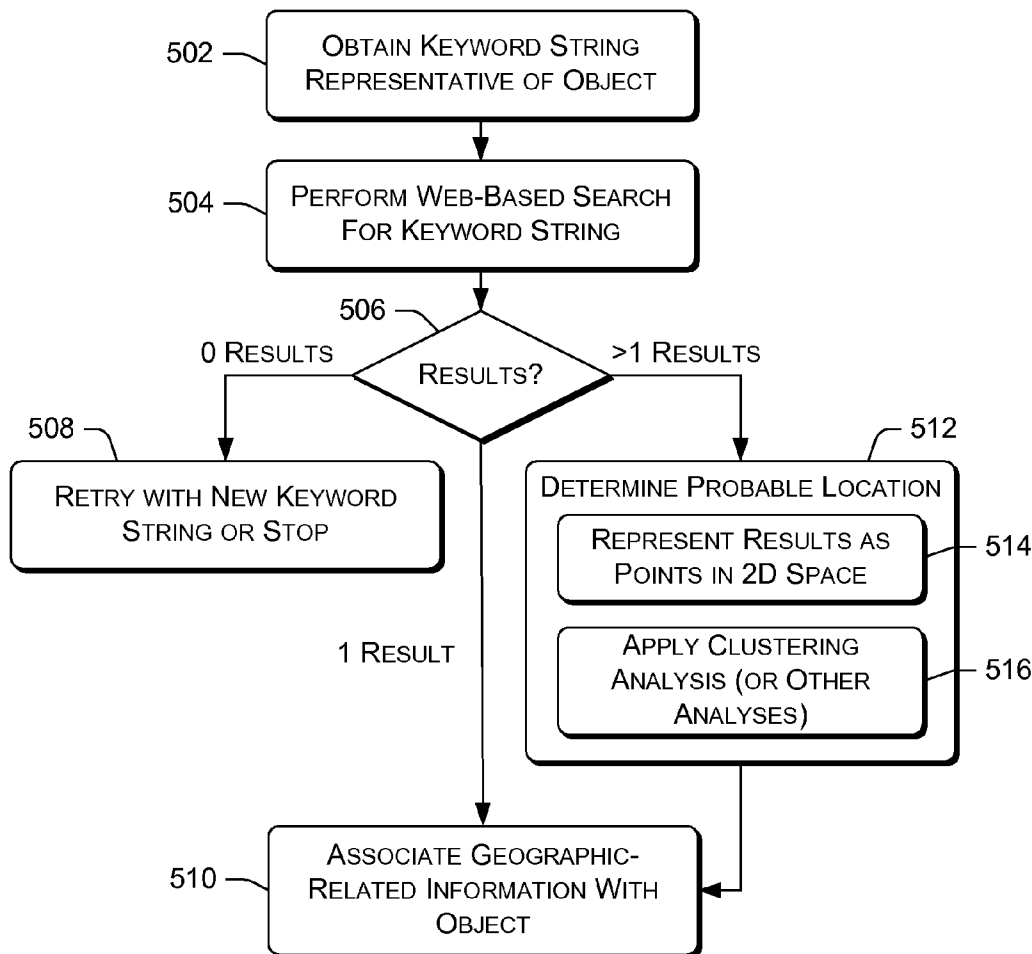 502
OBTAIN KEYWORD STRING
REPRESENTATIVE OF OBJECT
504
PERFORM WEB-BASED SEARCH
FOR KEYWORD STRING
506
0 RESULTS
RESULTS?
>1 RESULTS
508
RETRY WITH NEW KEYWORD
STRING OR STOP
512
DETERMINE PROBABLE LOCATION
REPRESENT RESULTS AS
POINTS IN 2D SPACE
514
APPLY CLUSTERING
ANALYSIS (OR OTHER
ANALYSES)
516
1 RESULT
510
ASSOCIATE GEOGRAPHIC-
RELATED INFORMATION WITH
OBJECT